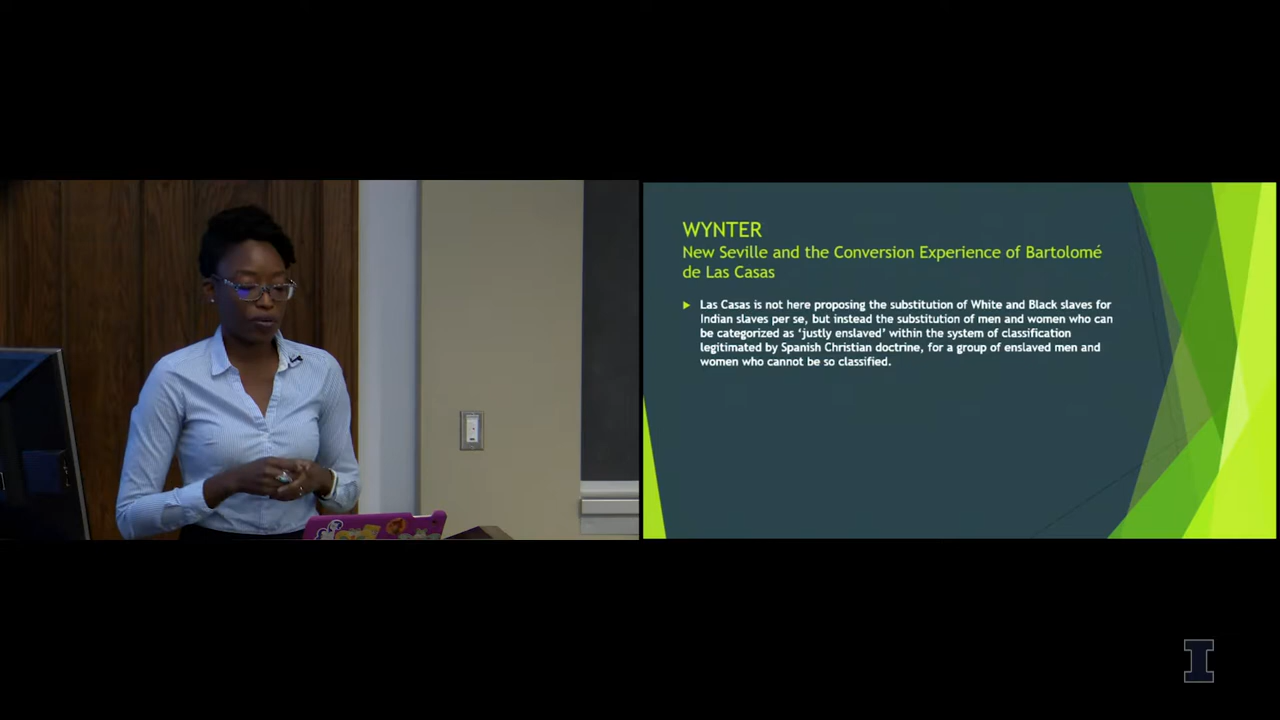 WYNTER
New Seville and the Conversion Experience of Bartolomé
de Las Casas
Las Casas is not here proposing the substitution of White and Black slaves for
Indian slaves per se, but instead the substitution of men and women who can
be categorized as ‘justly enslaved’ within the system of classification
legitimated by Spanish Christian doctrine, for a group of enslaved men and
women who cannot be so classified.
I